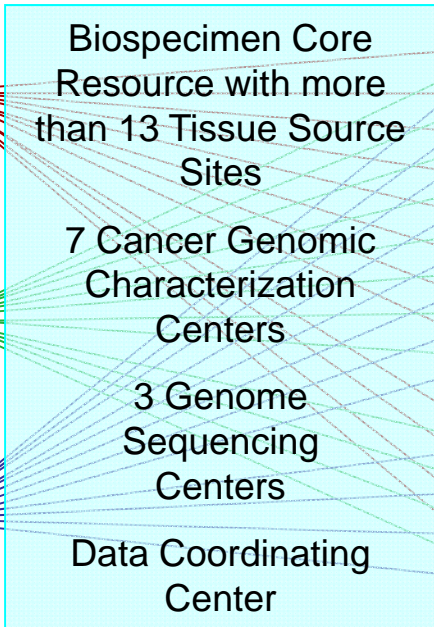 Biospecimen Core
Resource with more
than 13 Tissue Source
Sites
7 Cancer Genomic
Characterization
Centers
3 Genome
Sequencing
Centers
Data Coordinating
Center